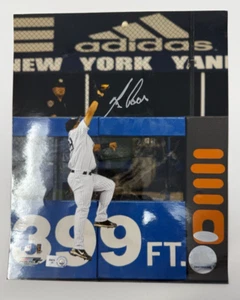 adidas
NEW YORK YAN
399 FT.